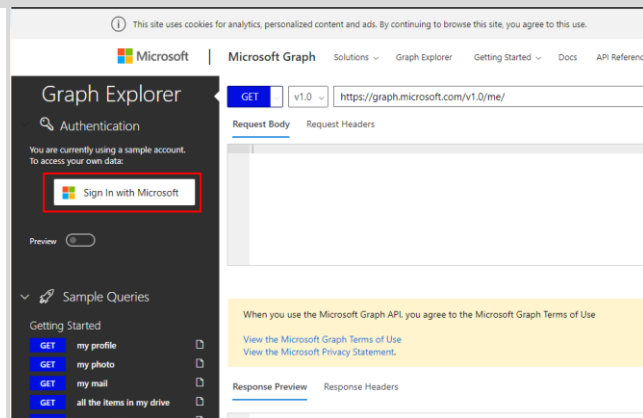 This site uses cookies for analytics, personalized content and ads. By continuing to browse this site, you agree to this use.
Microsoft | Microsoft Graph Solutions Graph Explorer Getting Started Docs API Referenc
Graph Explorer
Authentication
You are currently using a sample account.
To access your own data:
Sign In with Microsoft
Preview
Sample Queries
Getting Started
GET my profile
GET my photo
GET my mail
GET all the items in my drive
GET v1.0 https://graph.microsoft.com/v1.0/me/
Request Body Request Headers
When you use the Microsoft Graph API, you agree to the Microsoft Graph Terms of Use
View the Microsoft Graph Terms of Use
View the Microsoft Privacy Statement.
Response Preview Response Headers